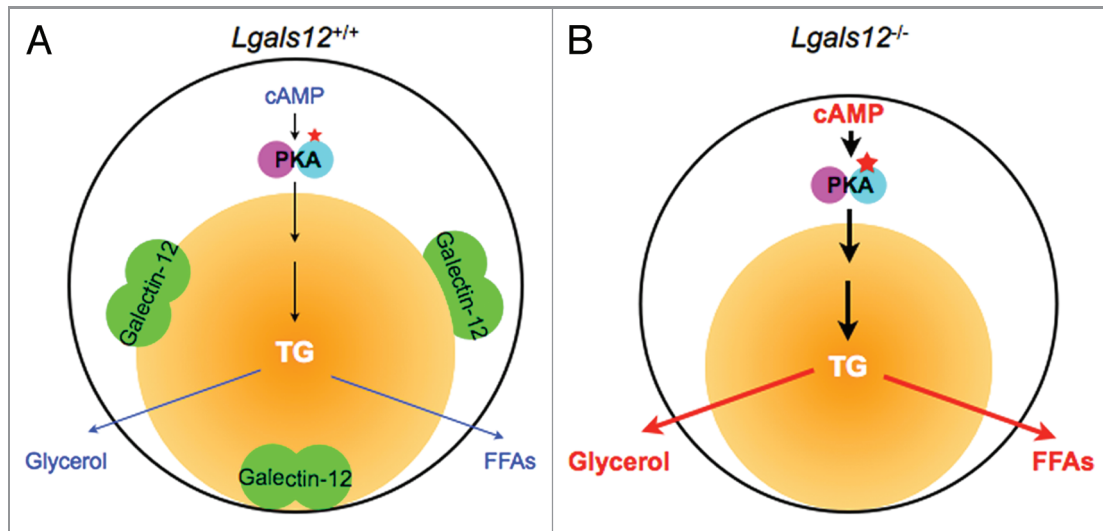 A
Lgals12+/+
cAMP
PKA
Galectin-12
Galectin-12
TG
Glycerol
FFAs
Galectin-12
B
Lgals12-/-
cAMP
PKA
TG
Glycerol
FFAs